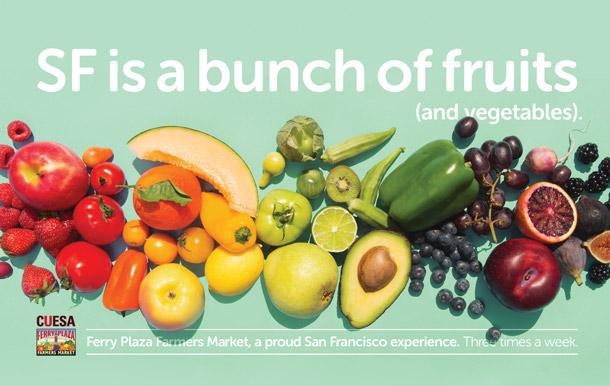 SF is a bunch of fruits
(and vegetables).
CUESA
FERRY PLAZA
FARMERS MARKET
Ferry Plaza Farmers Market, a proud San Francisco experience. Three times a week.